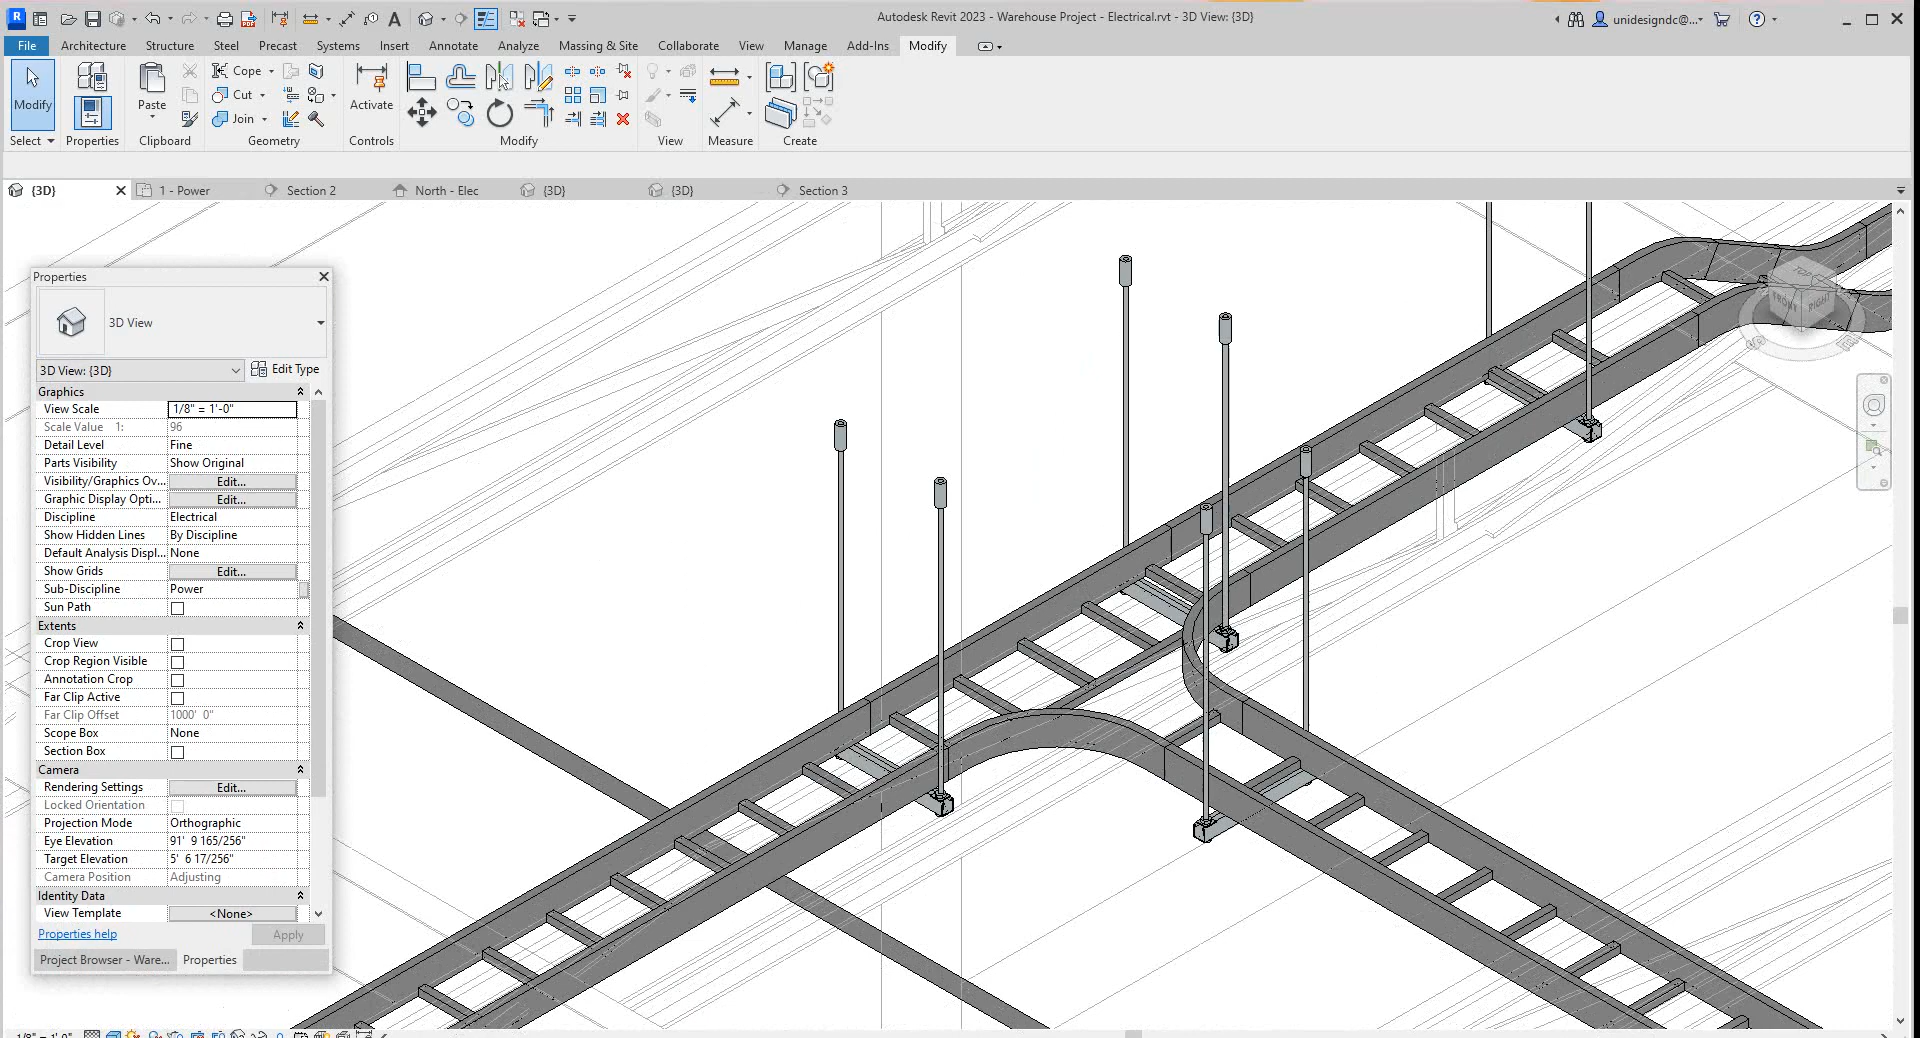 Autodesk Revit 2023 - Warehouse Project - Electrical.rvt - 3D View: {3D}
unidesigndc@...
File Architecture Structure Steel Precast Systems Insert Annotate Analyze Massing & Site Collaborate View Manage Add-Ins Modify
Modify
Select
Properties
Paste
Clipboard
Cope
Cut
Join
Geometry
Activate
Controls
Modify
View
Measure
Create
{3D} 1 - Power Section 2 North - Elec {3D} {3D} Section 3
Properties
3D View
3D View: {3D} Edit Type
Graphics
View Scale 1/8" = 1'-0"
Scale Value 1: 96
Detail Level Fine
Parts Visibility Show Original
Visibility/Graphics Ov... Edit...
Graphic Display Opti... Edit...
Discipline Electrical
Show Hidden Lines By Discipline
Default Analysis Displ... None
Show Grids Edit...
Sub-Discipline Power
Sun Path
Extents
Crop View
Crop Region Visible
Annotation Crop
Far Clip Active
Far Clip Offset 1000' 0"
Scope Box None
Section Box
Camera
Rendering Settings Edit...
Locked Orientation
Projection Mode Orthographic
Eye Elevation 91' 9 165/256"
Target Elevation 5' 6 17/256"
Camera Position Adjusting
Identity Data
View Template <None>
Properties help Apply
Project Browser - Ware... Properties
TOP
FRONT
RIGHT
1/8" = 1'-0"